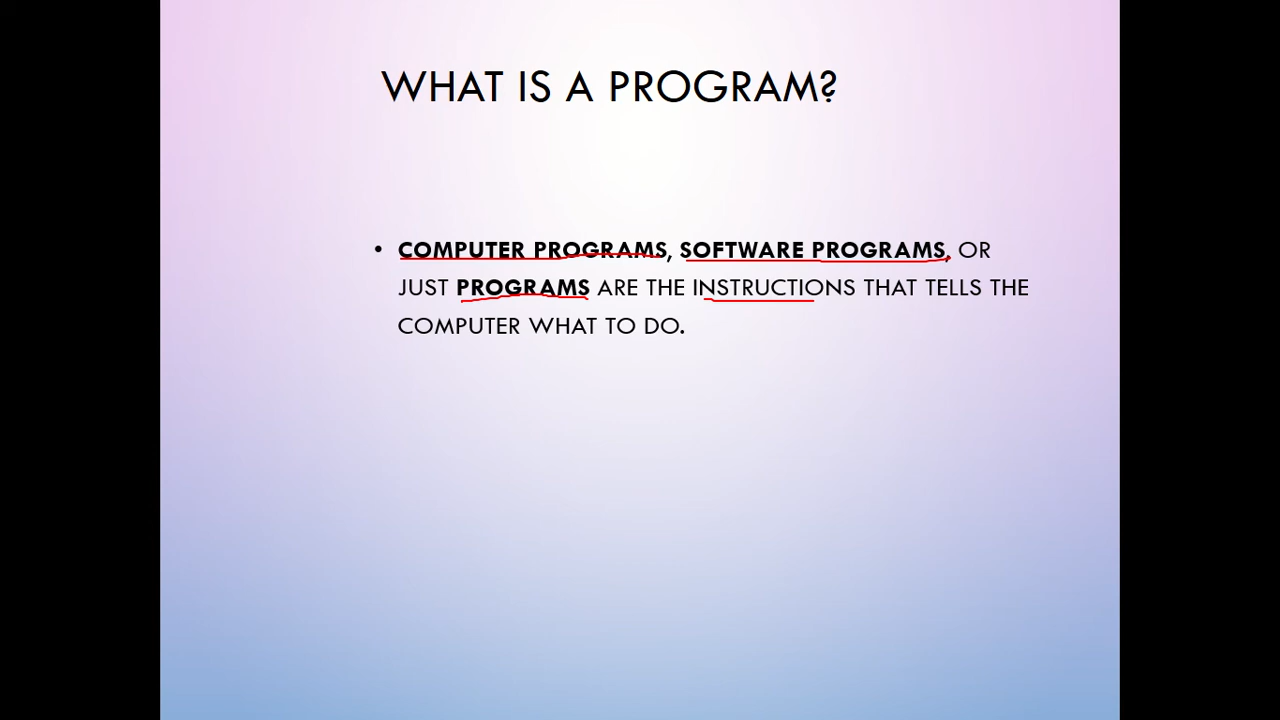 WHAT IS A PROGRAM?
• COMPUTER PROGRAMS, SOFTWARE PROGRAMS, OR
JUST PROGRAMS ARE THE INSTRUCTIONS THAT TELLS THE
COMPUTER WHAT TO DO.